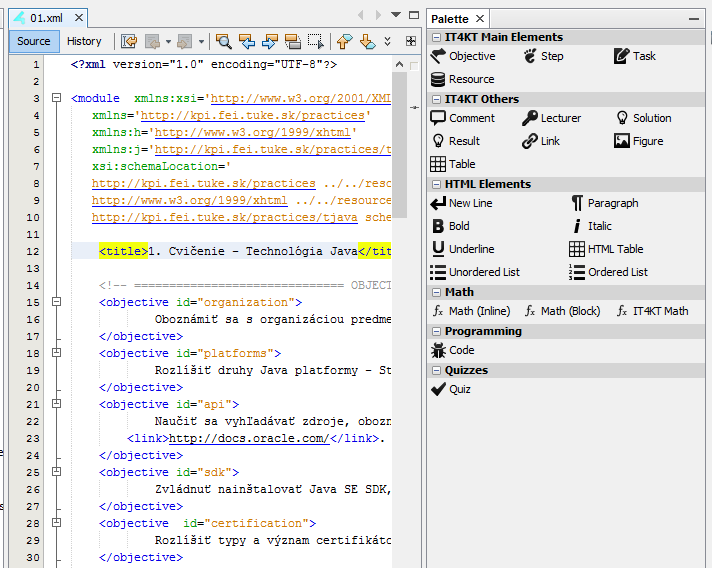 01.xml
Source History
1 <?xml version="1.0" encoding="UTF-8"?>
2
3 <module xmlns:xsi='http://www.w3.org/2001/XML
4 xmlns='http://kpi.fei.tuke.sk/practices'
5 xmlns:h='http://www.w3.org/1999/xhtml'
6 xmlns:j='http://kpi.fei.tuke.sk/practices/t
7 xsi:schemaLocation='
8 http://kpi.fei.tuke.sk/practices ../../reso
9 http://www.w3.org/1999/xhtml ../../resource
10 http://kpi.fei.tuke.sk/practices/tjava sche
11
12 <title>1. Cvičenie - Technológia Java</tit
13
14 <!-- ============================== OBJECT
15 <objective id="organization">
16 Oboznámiť sa s organizáciou predme
17 </objective>
18 <objective id="platforms">
19 Rozlíšiť druhy Java platformy - St
20 </objective>
21 <objective id="api">
22 Naučiť sa vyhľadávať zdroje, obozn
23 <link>http://docs.oracle.com/</link>.
24 </objective>
25 <objective id="sdk">
26 Zvládnuť nainštalovať Java SE SDK,
27 </objective>
28 <objective id="certification">
29 Rozlíšiť typy a význam certifikáto
30 </objective>
Palette
IT4KT Main Elements
Objective Step Task
Resource
IT4KT Others
Comment Lecturer Solution
Result Link Figure
Table
HTML Elements
New Line Paragraph
Bold Italic
Underline HTML Table
Unordered List Ordered List
Math
Math (Inline) Math (Block) IT4KT Math
Programming
Code
Quizzes
Quiz